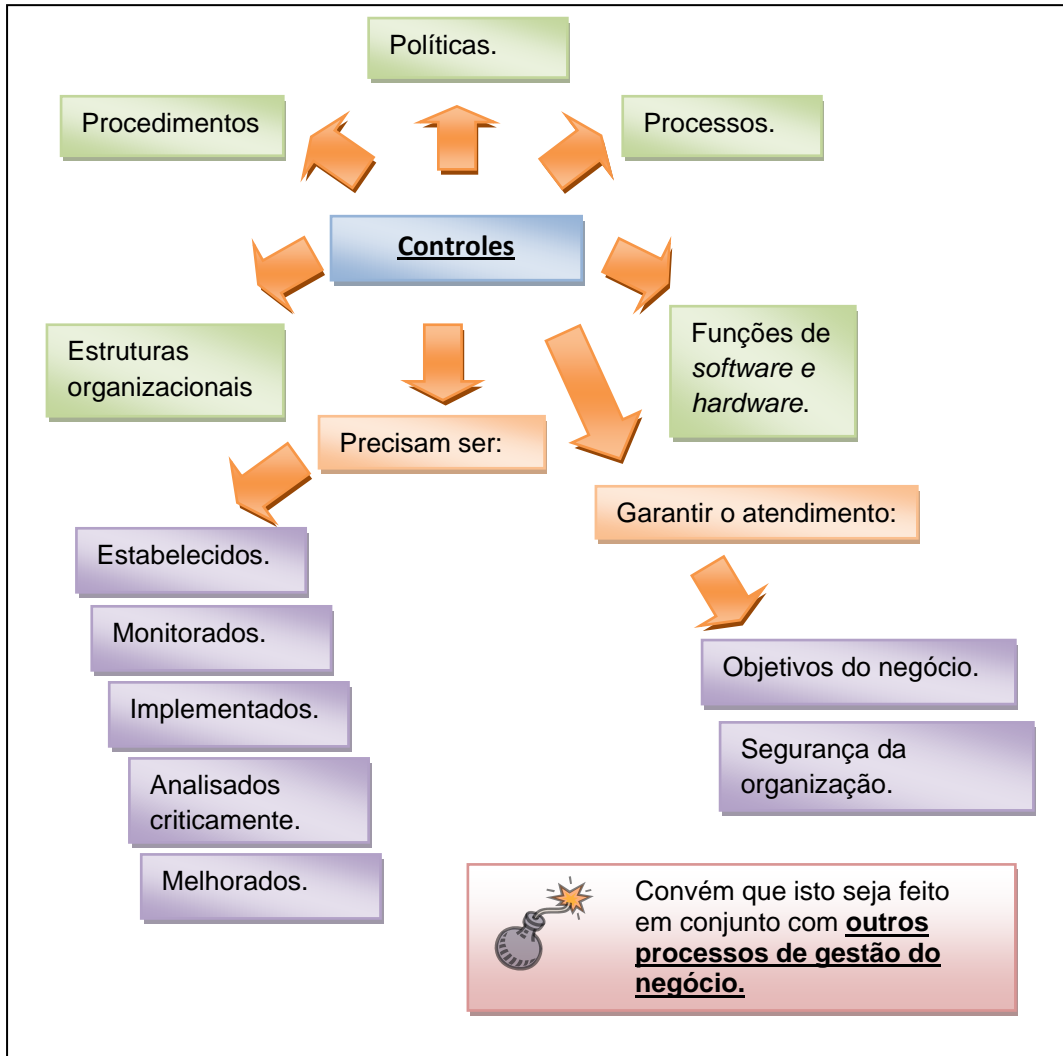 Políticas.
Procedimentos
Processos.
Controles
Estruturas
organizacionais
Funções de
software e
hardware.
Precisam ser:
Garantir o atendimento:
Estabelecidos.
Monitorados.
Implementados.
Analisados
criticamente.
Melhorados.
Objetivos do negócio.
Segurança da
organização.
Convém que isto seja feito
em conjunto com outros
processos de gestão do
negócio.